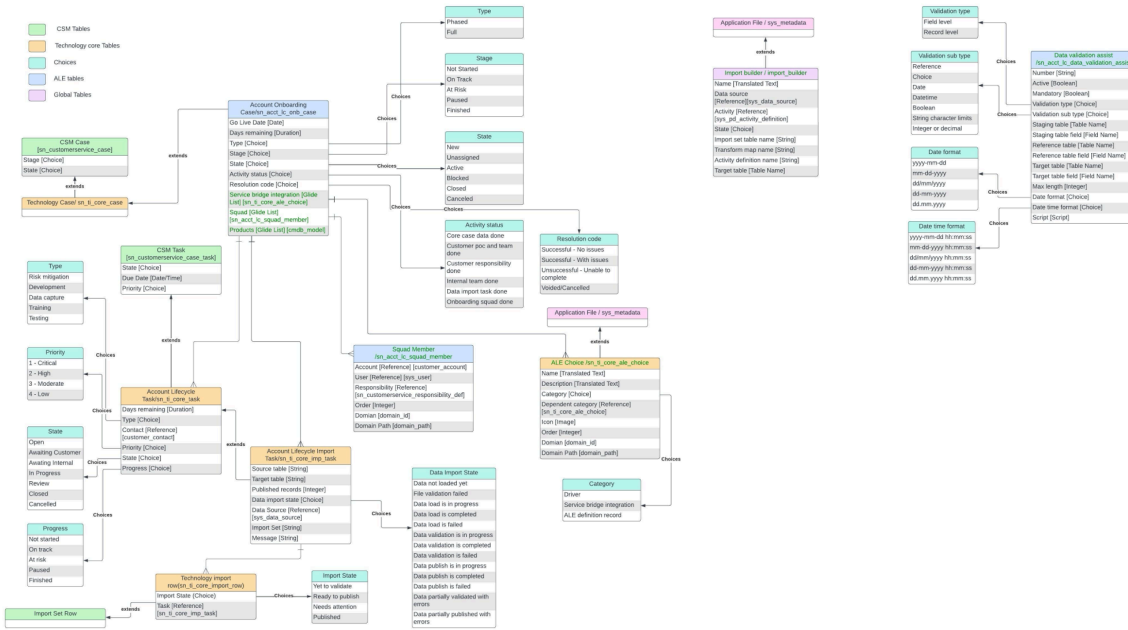 CSM Tables
Technology core Tables
Choices
ALE tables
Global Tables
Type
Phased
Full
Stage
Not Started
On Track
At Risk
Paused
Finished
State
New
Unassigned
Active
Blocked
Closed
Canceled
Activity status
Core case data done
Customer poc and team
done
Customer responsibility
done
Internal team done
Data import task done
Onboarding squad done
Resolution code
Successful - No issues
Successful - With issues
Unsuccessful - Unable to
complete
Voided/Cancelled
Account Onboarding
Case/sn_acct_lc_onb_case
Go Live Date [Date]
Days remaining [Duration]
Type [Choice]
Stage [Choice]
State [Choice]
Activity status [Choice]
Resolution code [Choice]
Service bridge integration [Glide
List] [sn_ti_core_ale_choice]
Squad [Glide List]
[sn_acct_lc_squad_member]
Products [Glide List] [cmdb_model]
Choices
Choices
Choices
extends
CSM Case
[sn_customerservice_case]
Stage [Choice]
State [Choice]
extends
Technology Case/ sn_ti_core_case
CSM Task
[sn_customerservice_case_task]
State [Choice]
Due Date [Date/Time]
Priority [Choice]
extends
Type
Risk mitigation
Development
Data capture
Training
Testing
Choices
Priority
1 - Critical
2 - High
3 - Moderate
4 - Low
Choices
State
Open
Awaiting Customer
Awaiting Internal
In Progress
Review
Closed
Cancelled
Choices
Progress
Not started
On track
At risk
Paused
Finished
Choices
Account Lifecycle
Task/sn_ti_core_task
Days remaining [Duration]
Type [Choice]
Contact [Reference]
[customer_contact]
Priority [Choice]
State [Choice]
Progress [Choice]
extends
Account Lifecycle Import
Task/sn_ti_core_imp_task
Source table [String]
Target table [String]
Published records [Integer]
Data import state [Choice]
Data Source [Reference]
[sys_data_source]
Import Set [String]
Message [String]
Choices
Squad Member
/sn_acct_lc_squad_member
Account [Reference] [customer_account]
User [Reference] [sys_user]
Responsibility [Reference]
[sn_customerservice_responsibility_def]
Order [Integer]
Domian [domain_id]
Domain Path [domain_path]
Data Import State
Data not loaded yet
File validation failed
Data load is in progress
Data load is completed
Data load is failed
Data validation is in progress
Data validation is completed
Data validation is failed
Data publish is in progress
Data publish is completed
Data publish is failed
Data partially validated with
errors
Data partially published with
errors
Technology import
row(sn_ti_core_import_row)
Import State (Choice)
Task [Reference]
[sn_ti_core_imp_task]
Choices
Import State
Yet to validate
Ready to publish
Needs attention
Published
extends
Import Set Row
Application File / sys_metadata
extends
ALE Choice /sn_ti_core_ale_choice
Name [Translated Text]
Description [Translated Text]
Category [Choice]
Dependent category [Reference]
[sn_ti_core_ale_choice]
Icon [Image]
Order [Integer]
Domian [domain_id]
Domain Path [domain_path]
Choices
Category
Driver
Service bridge integration
ALE definition record
Application File / sys_metadata
extends
Import builder / import_builder
Name [Translated Text]
Data source
[Reference][sys_data_source]
Activity [Reference]
[sys_pd_activity_definition]
State [Choice]
Import set table name [String]
Transform map name [String]
Activity definition name [String]
Target table [Table Name]
Validation type
Field level
Record level
Choices
Validation sub type
Reference
Choice
Date
Datetime
Boolean
String character limits
Integer or decimal
Choices
Date format
yyyy-mm-dd
mm-dd-yyyy
dd/mm/yyyy
dd-mm-yyyy
dd.mm.yyyy
Choices
Date time format
yyyy-mm-dd hh:mm:ss
mm-dd-yyyy hh:mm:ss
dd/mm/yyyy hh:mm:ss
dd-mm-yyyy hh:mm:ss
dd.mm.yyyy hh:mm:ss
Choices
Data validation assist
/sn_acct_lc_data_validation_assist
Number [String]
Active [Boolean]
Mandatory [Boolean]
Validation type [Choice]
Validation sub type [Choice]
Staging table [Table Name]
Staging table field [Field Name]
Reference table [Table Name]
Reference table field [Field Name]
Target table [Table Name]
Target table field [Field Name]
Max length [Integer]
Date format [Choice]
Date time format [Choice]
Script [Script]